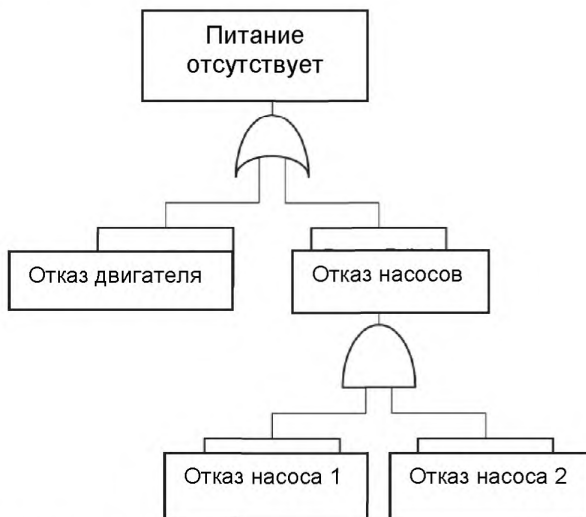 Питание
отсутствует
Отказ двигателя
Отказ насосов
Отказ насоса 1
Отказ насоса 2